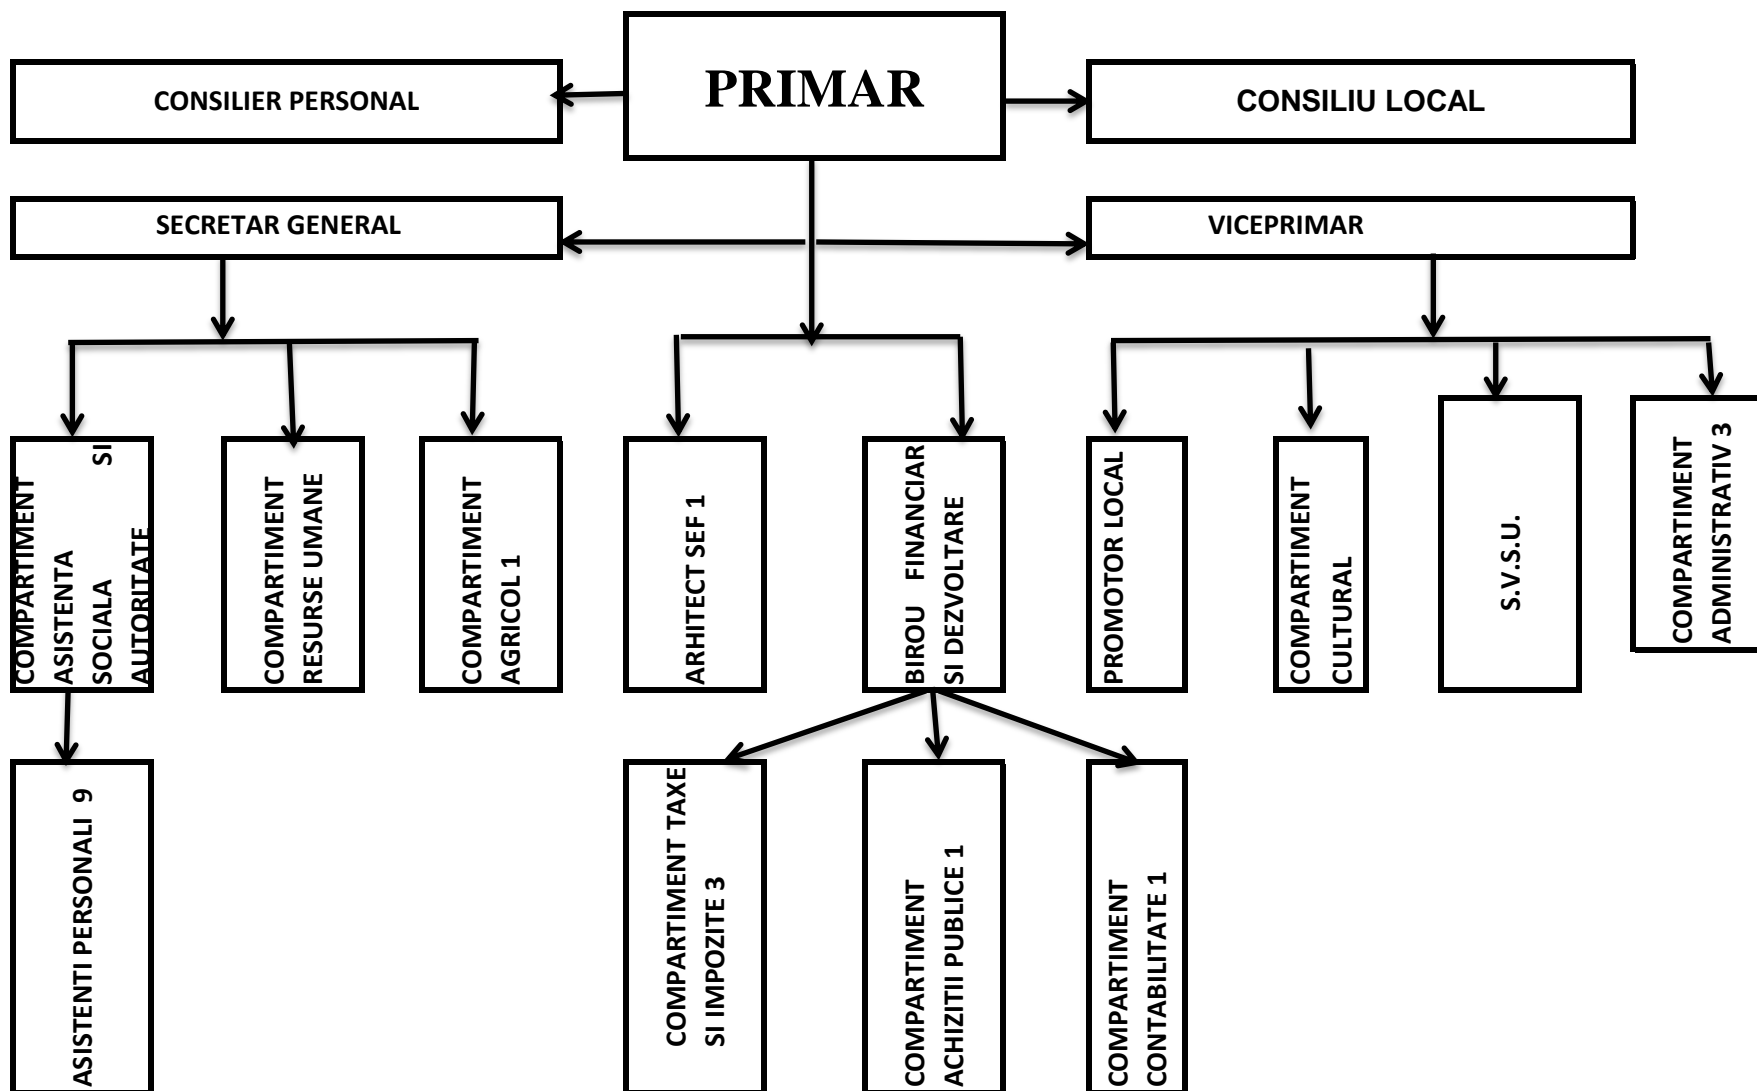 PRIMAR
CONSILIER PERSONAL
CONSILIU LOCAL
SECRETAR GENERAL
VICEPRIMAR
COMPARTIMENT
ASISTENTA
SOCIALA SI
AUTORITATE
COMPARTIMENT
RESURSE UMANE
COMPARTIMENT
AGRICOL 1
ARHITECT SEF 1
BIROU FINANCIAR
SI DEZVOLTARE
PROMOTOR LOCAL
COMPARTIMENT
CULTURAL
S.V.S.U.
COMPARTIMENT
ADMINISTRATIV 3
ASISTENTI PERSONALI 9
COMPARTIMENT TAXE
SI IMPOZITE 3
COMPARTIMENT
ACHIZITII PUBLICE 1
COMPARTIMENT
CONTABILITATE 1